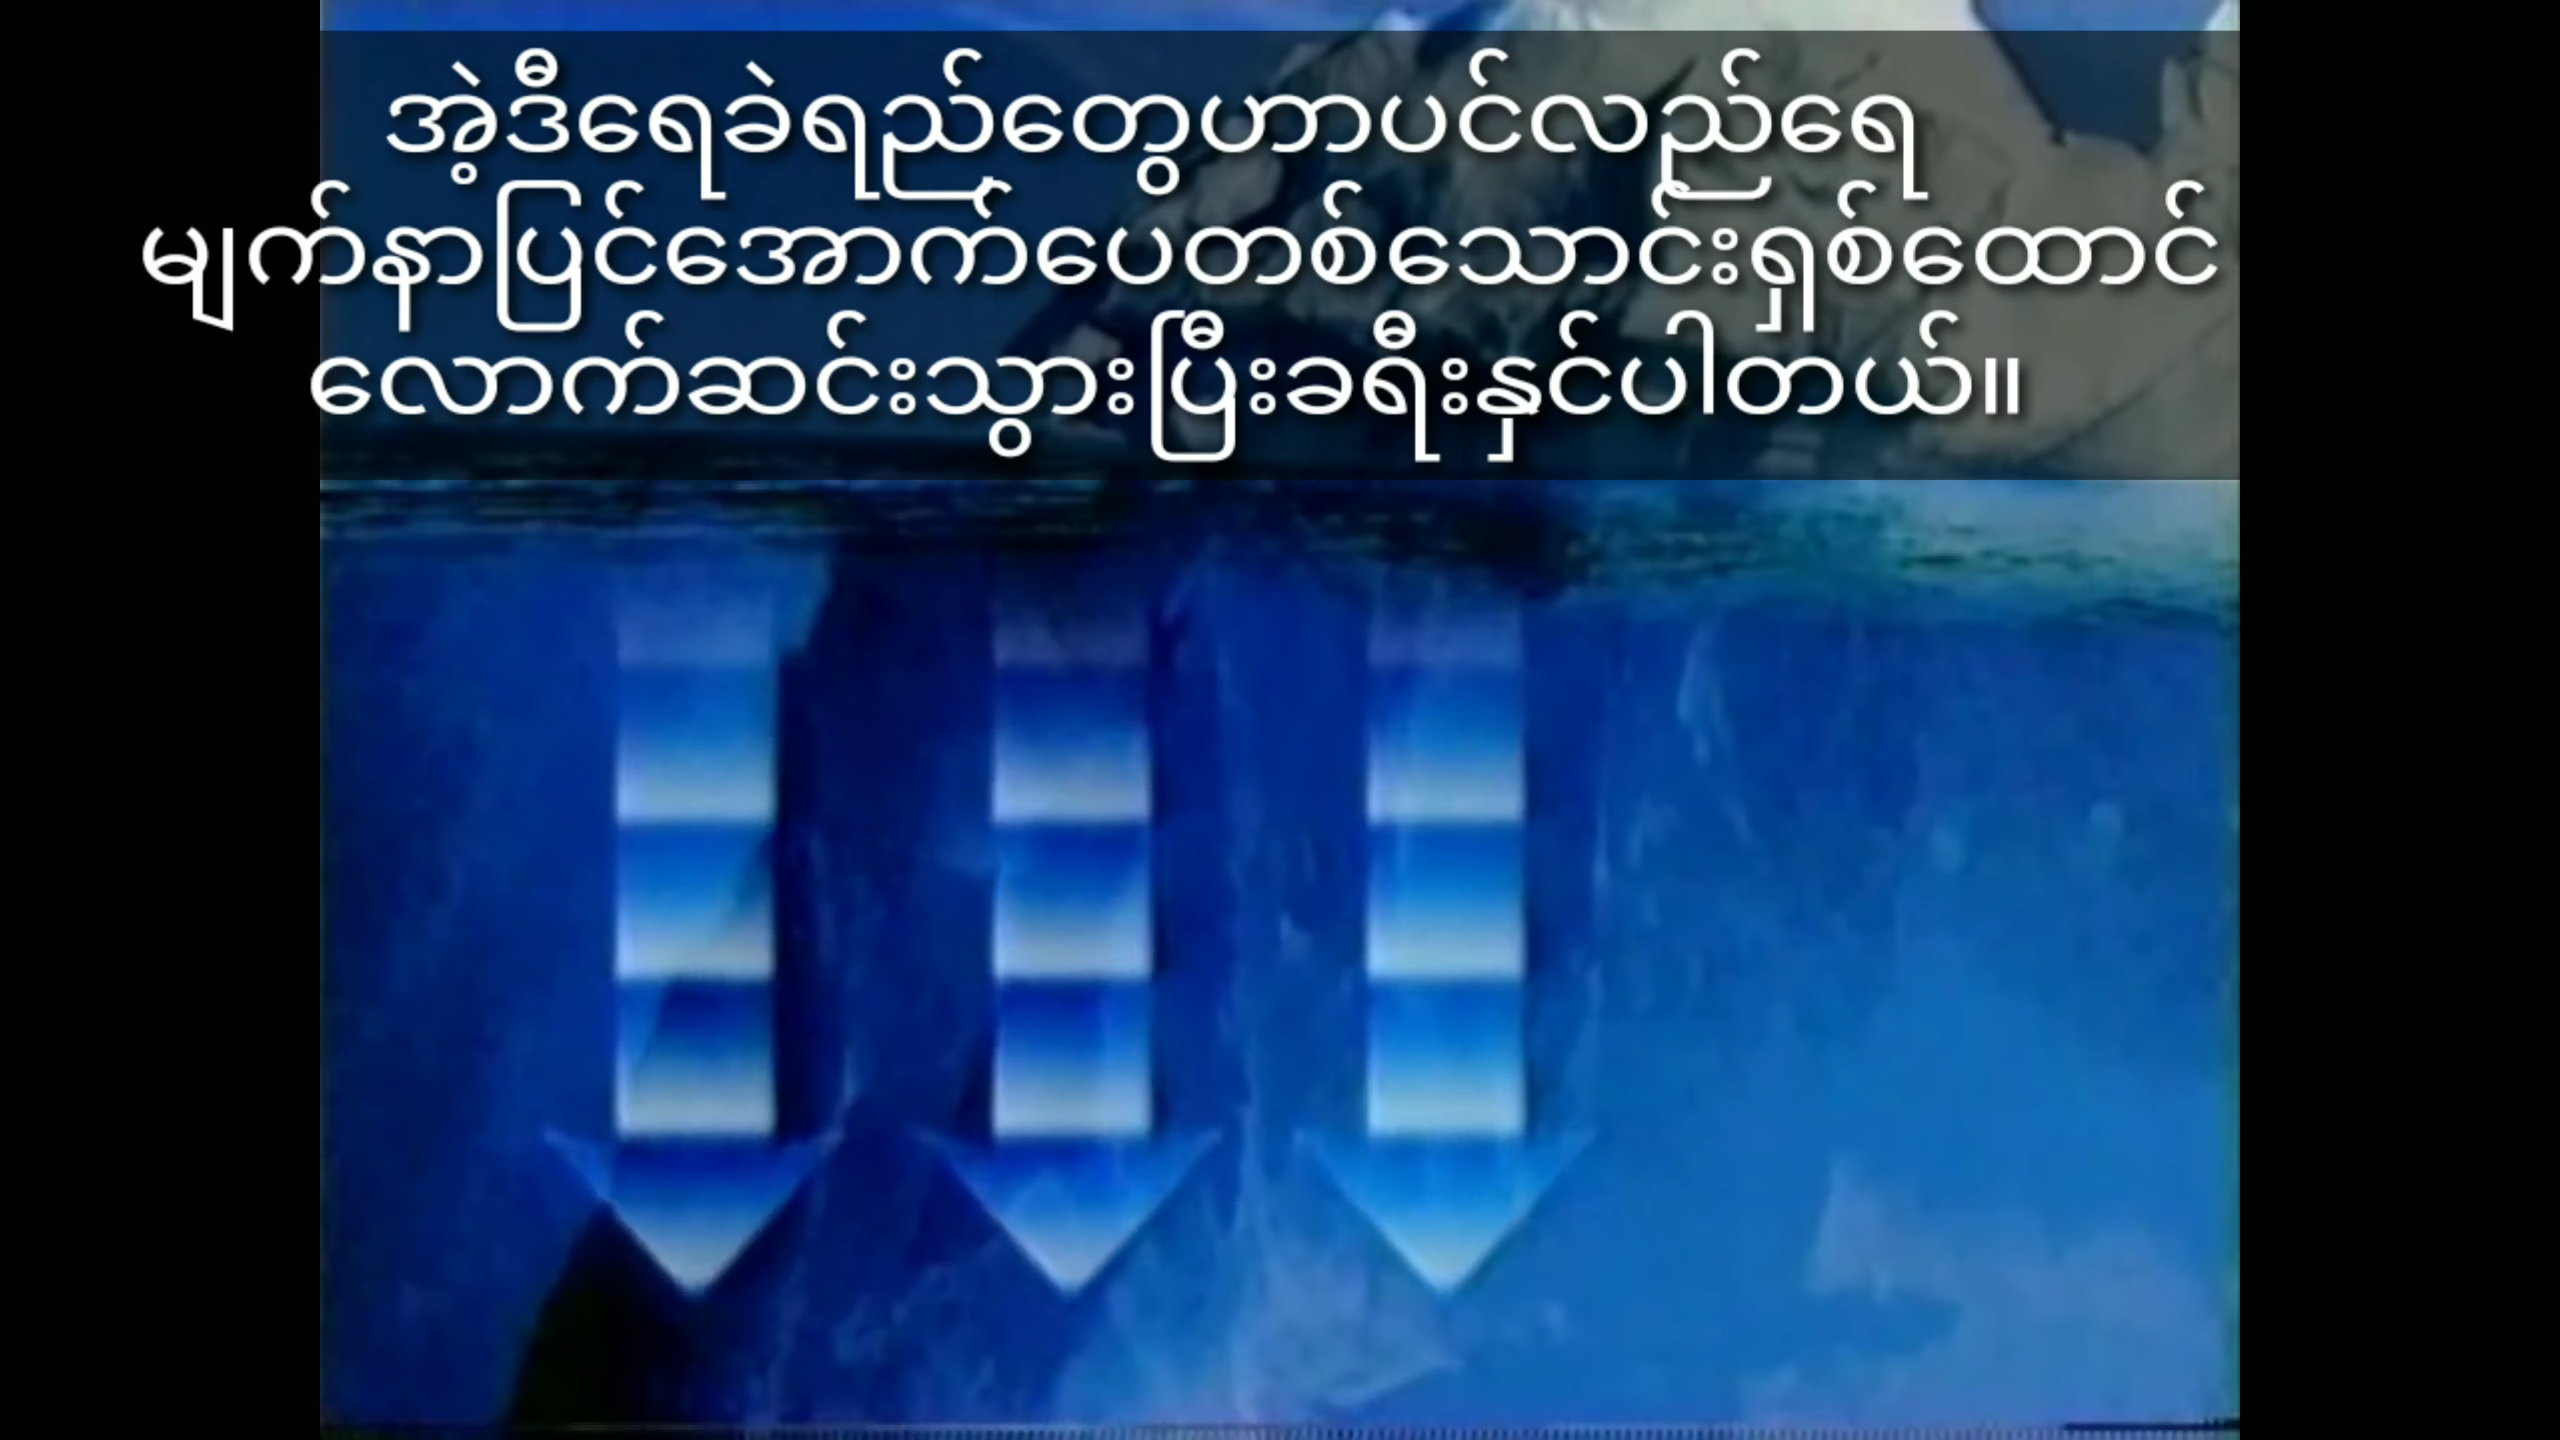 အဲ့ဒီရေခဲရည်တွေဟာပင်လည်ရေ
မျက်နာပြင်အောက်ပေတစ်သောင်းရှစ်ထောင်
လောက်ဆင်းသွားပြီးခရီးနှင်ပါတယ်။